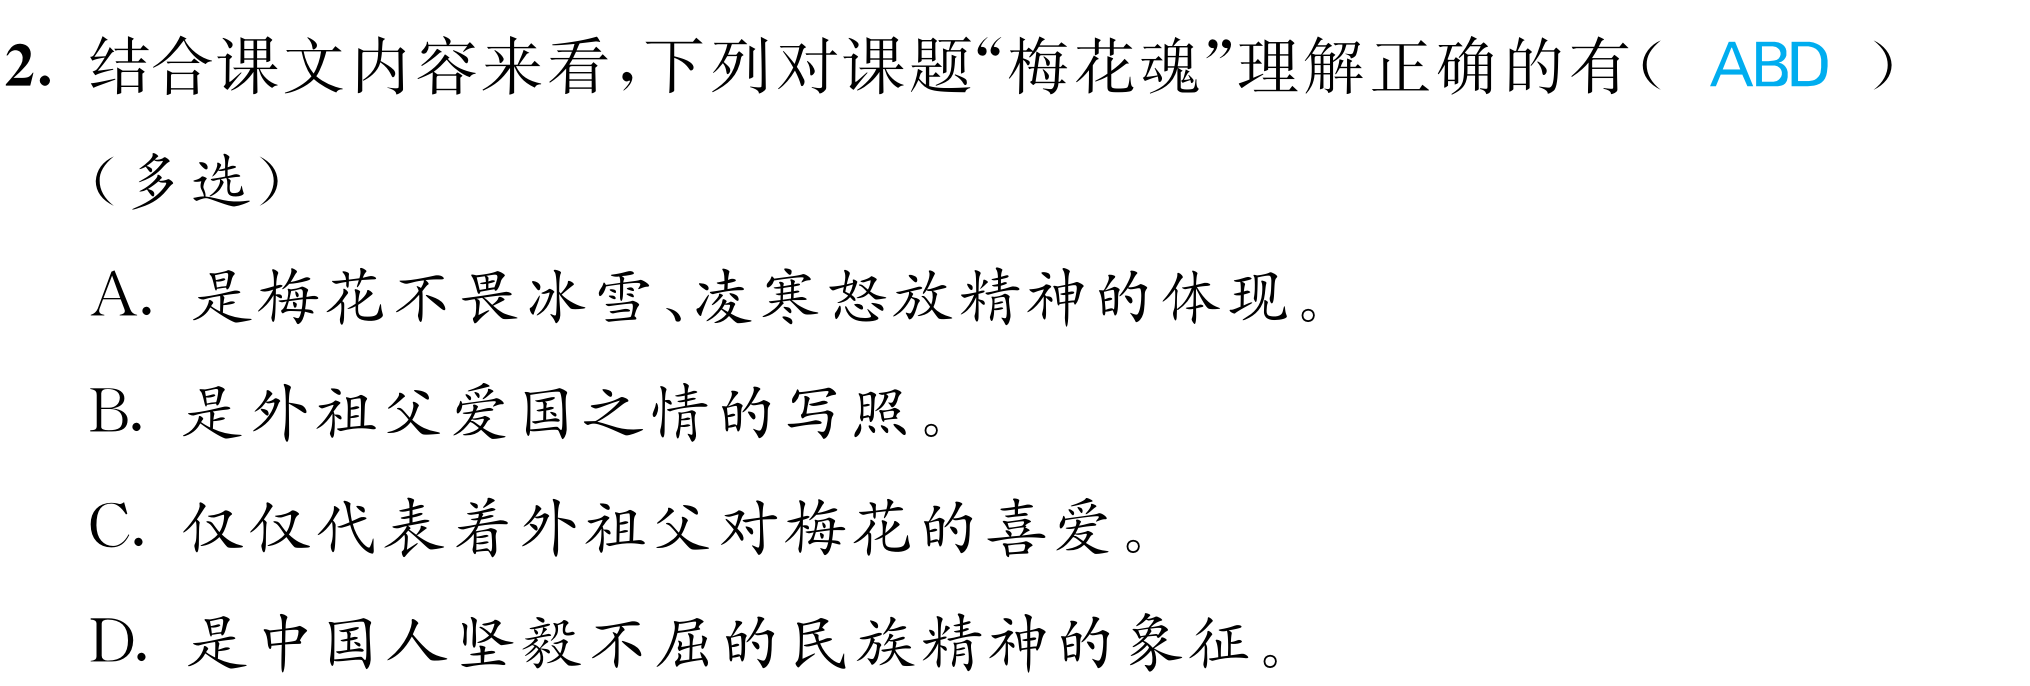 2. 结合课文内容来看,下列对课题“梅花魂”理解正确的有( ABD )
(多选)
A. 是梅花不畏冰雪、凌寒怒放精神的体现。
B. 是外祖父爱国之情的写照。
C. 仅仅代表着外祖父对梅花的喜爱。
D. 是中国人坚毅不屈的民族精神的象征。